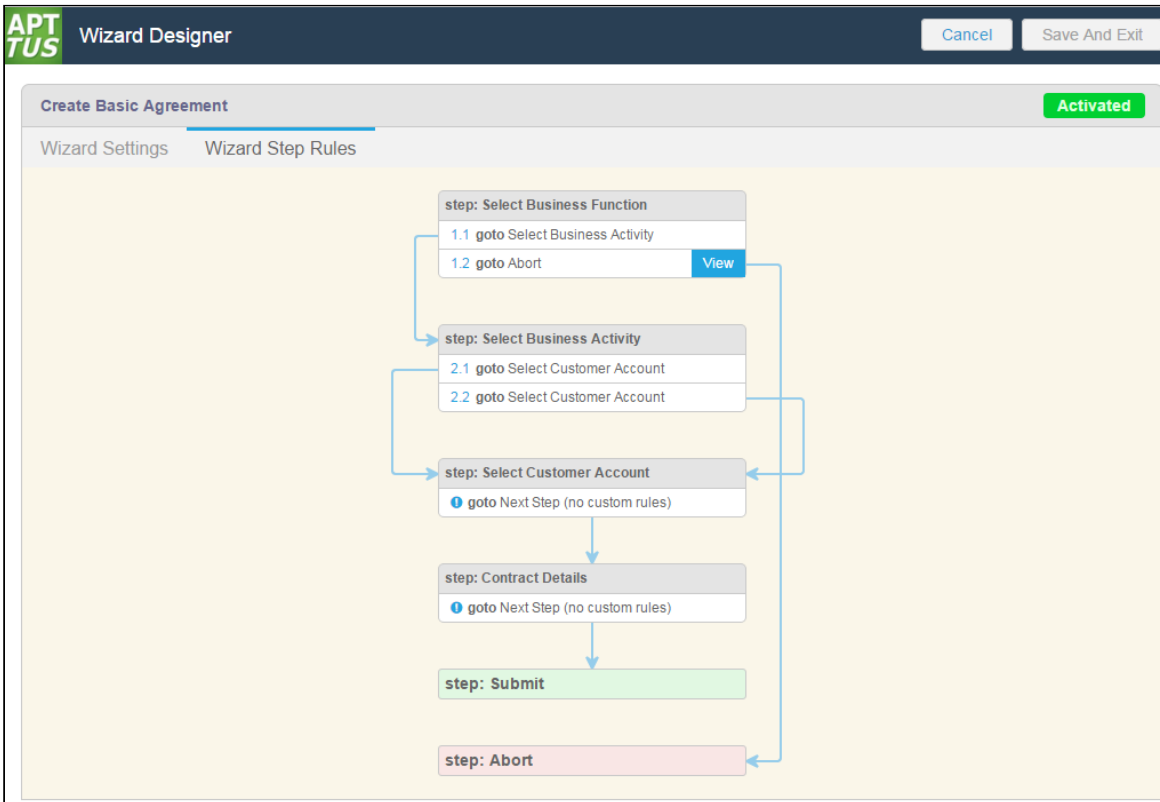 APT
TUS
Wizard Designer
Cancel
Save And Exit
Create Basic Agreement
Activated
Wizard Settings
Wizard Step Rules
step: Select Business Function
1.1 goto Select Business Activity
1.2 goto Abort
View
step: Select Business Activity
2.1 goto Select Customer Account
2.2 goto Select Customer Account
step: Select Customer Account
goto Next Step (no custom rules)
step: Contract Details
goto Next Step (no custom rules)
step: Submit
step: Abort